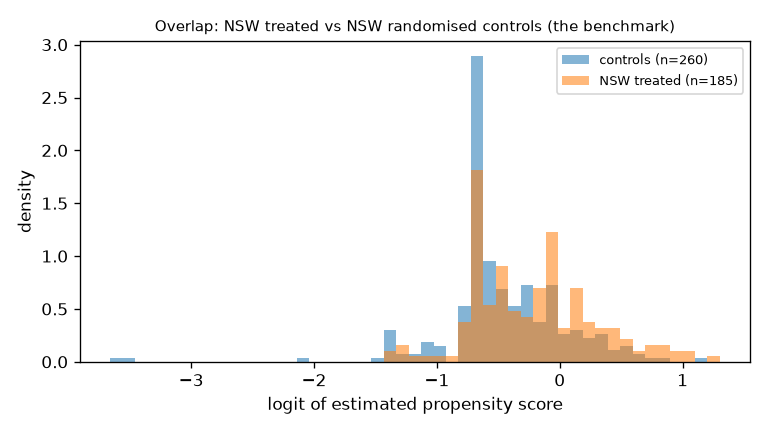 Overlap: NSW treated vs NSW randomised controls (the benchmark)
controls (n=260)
NSW treated (n=185)
density
3.0
2.5
2.0
1.5
1.0
0.5
0.0
−3
−2
−1
0
1
logit of estimated propensity score